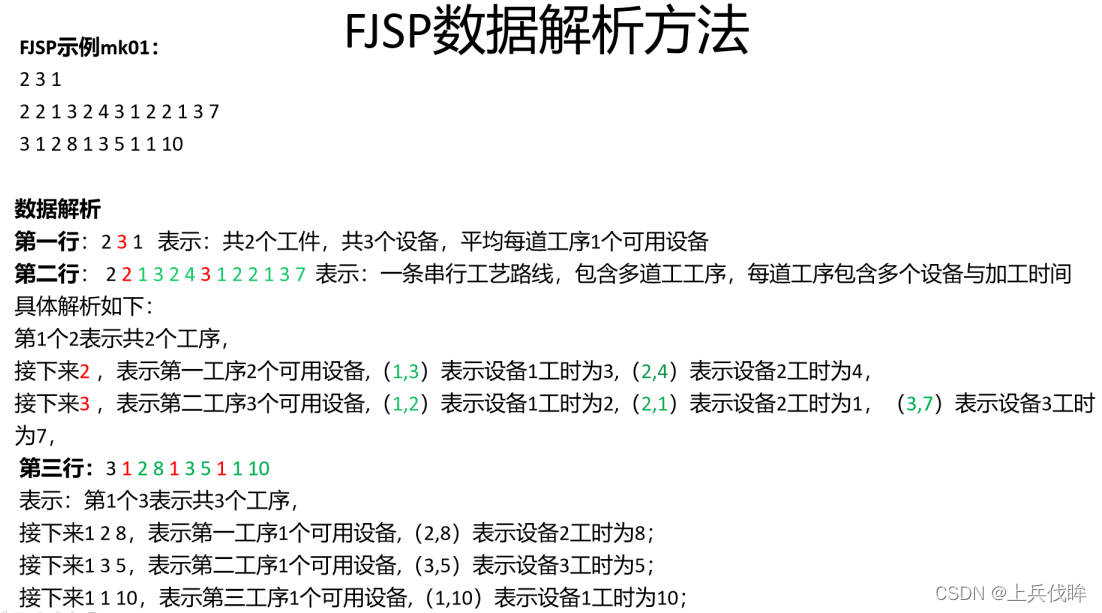 FJSP数据解析方法
FJSP示例mk01：
2 3 1
2 2 1 3 2 4 3 1 2 2 1 3 7
3 1 2 8 1 3 5 1 1 10
数据解析
第一行：2 3 1 表示：共2个工件，共3个设备，平均每道工序1个可用设备
第二行： 2 2 1 3 2 4 3 1 2 2 1 3 7 表示：一条串行工艺路线，包含多道工工序，每道工序包含多个设备与加工时间
具体解析如下：
第1个2表示共2个工序，
接下来2 ，表示第一工序2个可用设备,（1,3）表示设备1工时为3,（2,4）表示设备2工时为4，
接下来3 ，表示第二工序3个可用设备,（1,2）表示设备1工时为2,（2,1）表示设备2工时为1， （3,7）表示设备3工时
为7，
第三行：3 1 2 8 1 3 5 1 1 10
表示：第1个3表示共3个工序，
接下来1 2 8，表示第一工序1个可用设备,（2,8）表示设备2工时为8；
接下来1 3 5，表示第二工序1个可用设备,（3,5）表示设备3工时为5；
接下来1 1 10，表示第三工序1个可用设备,（1,10）表示设备1工时为10；
CSDN @上兵伐眸